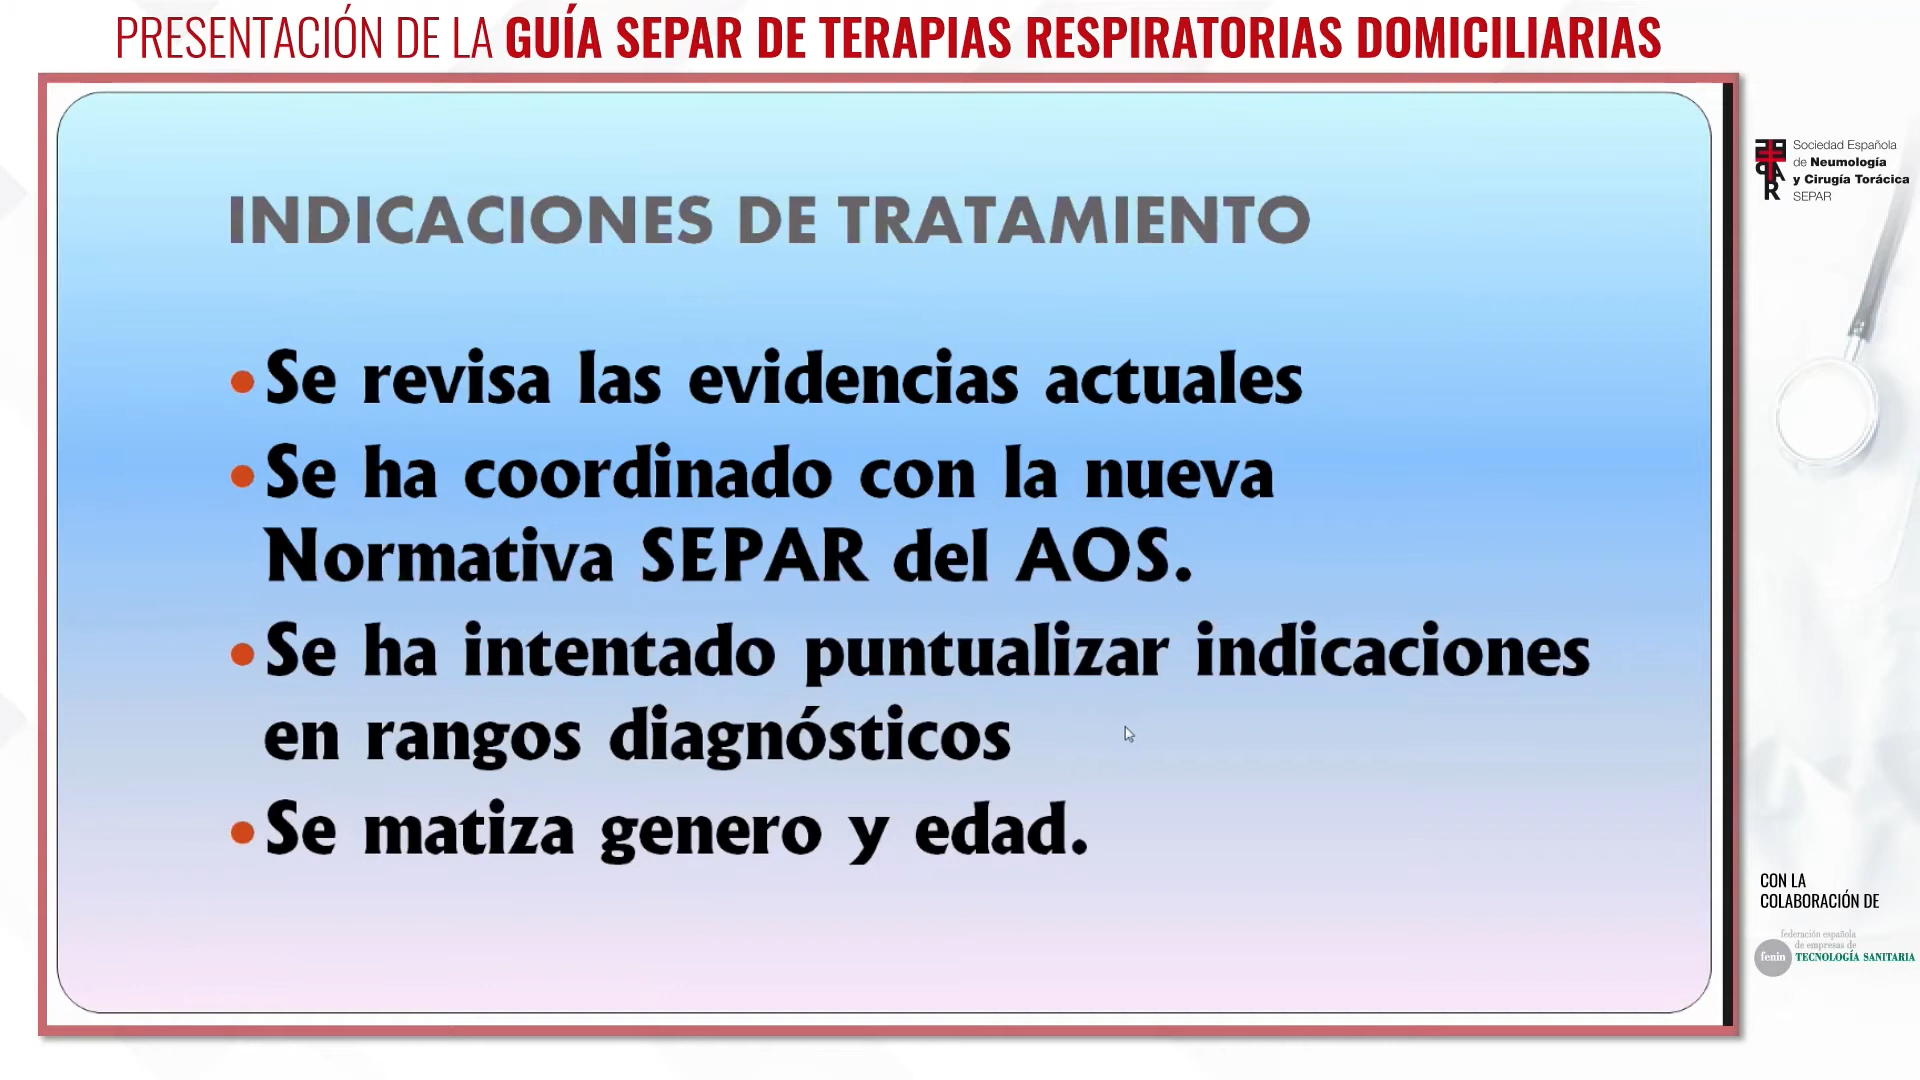 PRESENTACIÓN DE LA GUÍA SEPAR DE TERAPIAS RESPIRATORIAS DOMICILIARIAS
INDICACIONES DE TRATAMIENTO
• Se revisa las evidencias actuales
• Se ha coordinado con la nueva
Normativa SEPAR del AOS.
• Se ha intentado puntualizar indicaciones
en rangos diagnósticos
• Se matiza genero y edad.
SEPAR
Sociedad Española
de Neumología
y Cirugía Torácica
SEPAR
CON LA
COLABORACIÓN DE
federación española
de empresas de
fenin TECNOLOGÍA SANITARIA